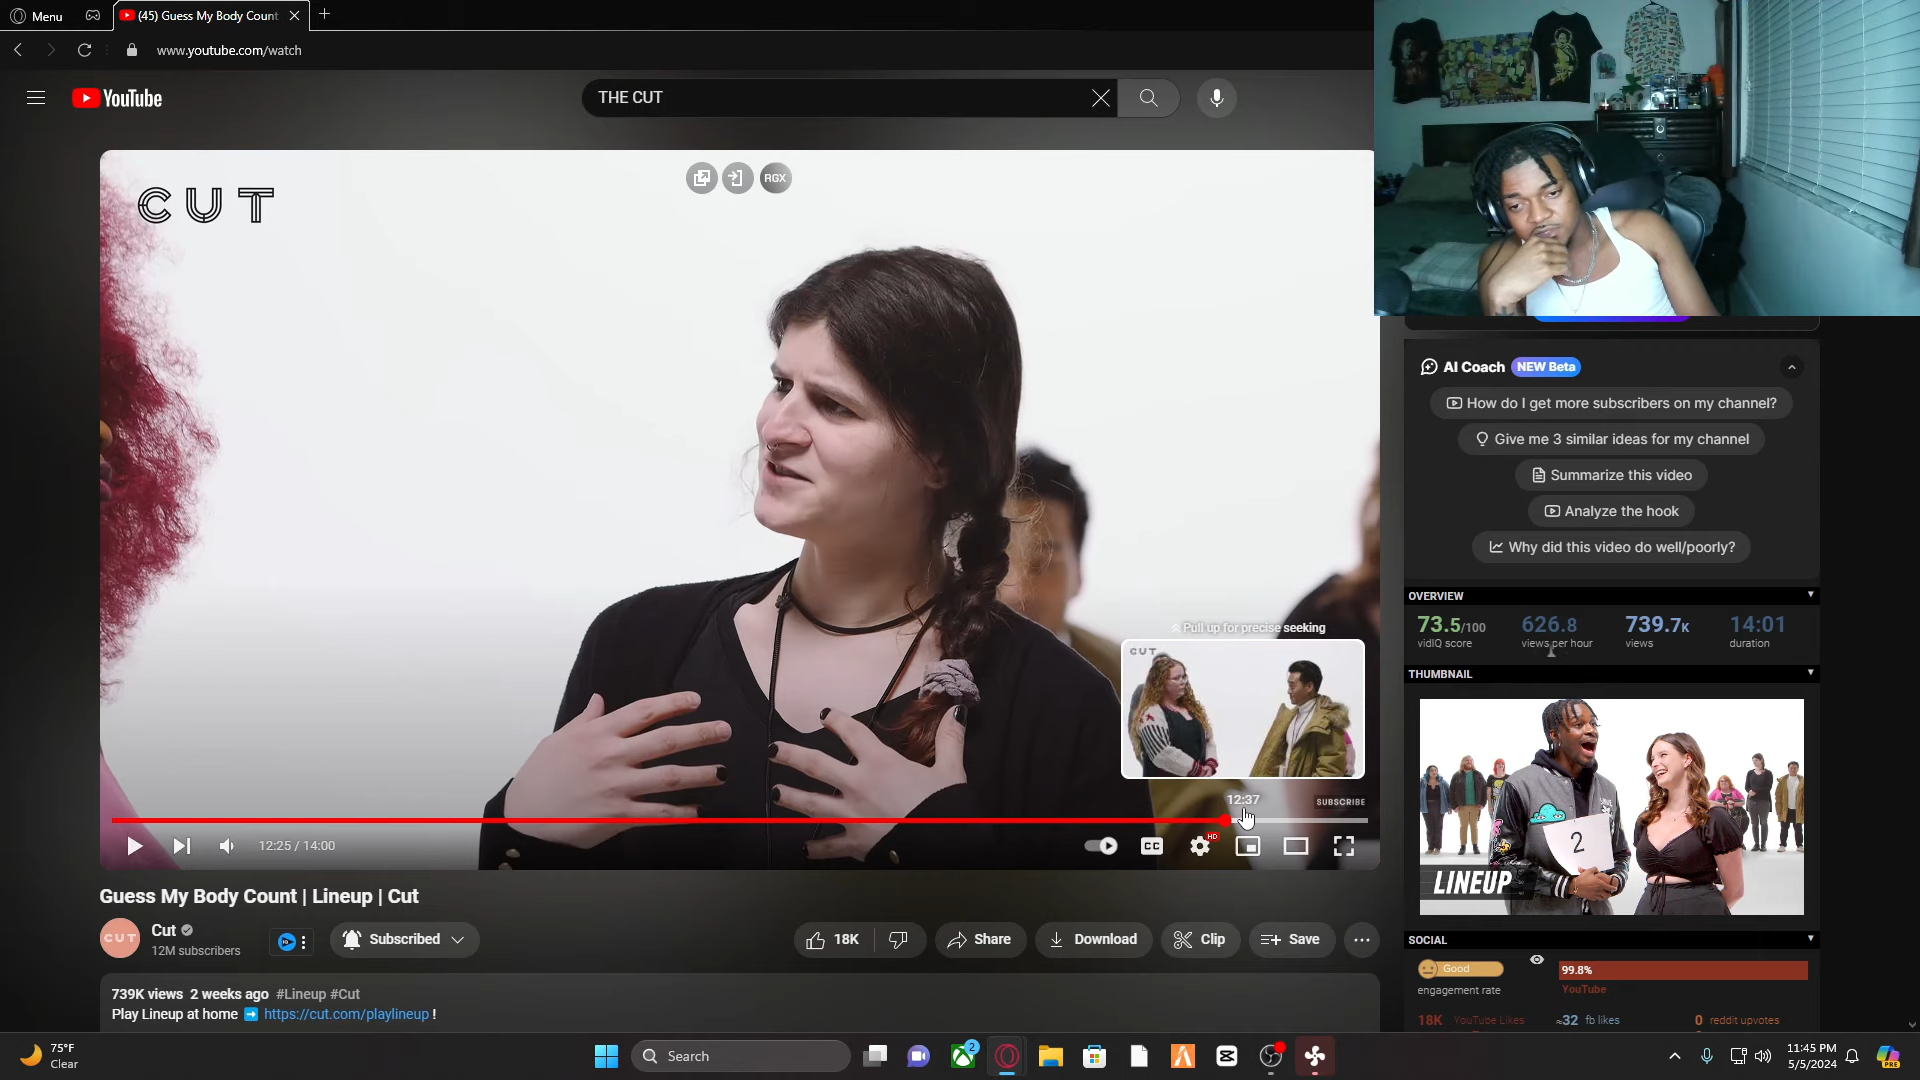 Menu
(45) Guess My Body Count
www.youtube.com/watch
YouTube
THE CUT
CUT
RGX
AI Coach NEW Beta
How do I get more subscribers on my channel?
Give me 3 similar ideas for my channel
Summarize this video
Analyze the hook
Why did this video do well/poorly?
OVERVIEW
73.5/100 626.8 739.7K 14:01
vidIQ score views per hour views duration
THUMBNAIL
2
LINEUP
Pull up for precise seeking
CUT
12:37
SUBSCRIBE
12:25 / 14:00
CC
HD
Guess My Body Count | Lineup | Cut
CUT
Cut
12M subscribers
Subscribed
18K
Share
Download
Clip
Save
739K views 2 weeks ago #Lineup #Cut
Play Lineup at home https://cut.com/playlineup !
SOCIAL
Good
engagement rate
99.8%
YouTube
18K YouTube Likes
≈32 fb likes
0 reddit upvotes
75°F
Clear
Search
2
11:45 PM
5/5/2024
PRE